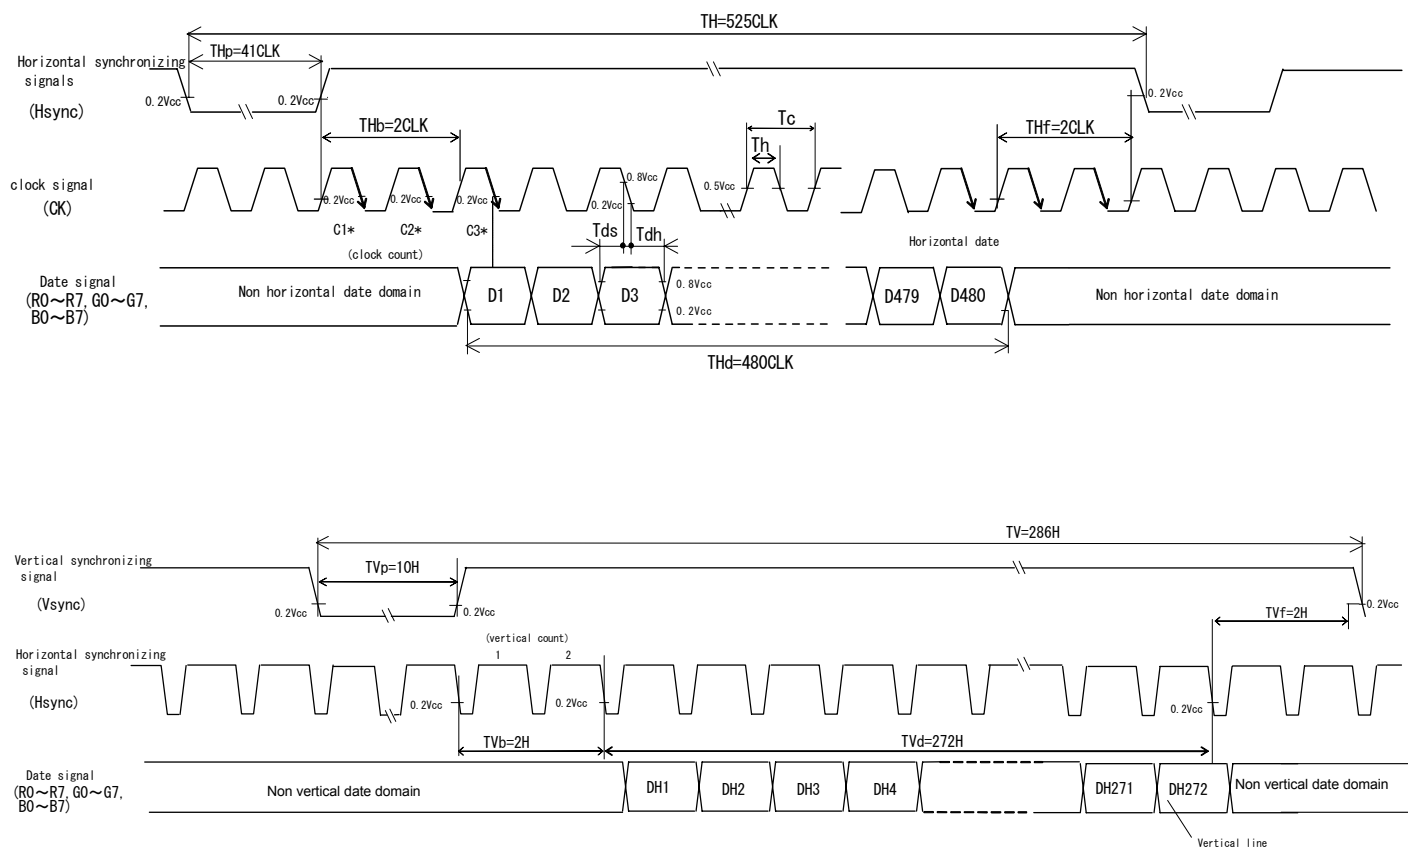 TH=525CLK
THp=41CLK
Horizontal synchronizing
signals
(Hsync)
0.2Vcc
0.2Vcc
0.2Vcc
THb=2CLK
Tc
Th
THf=2CLK
clock signal
(CK)
0.2Vcc
0.2Vcc
0.2Vcc
0.8Vcc
0.2Vcc
0.5Vcc
0.2Vcc
C1*
C2*
C3*
(clock count)
Tds
Tdh
Horizontal date
Date signal
(R0～R7, G0～G7,
B0～B7)
Non horizontal date domain
D1
D2
D3
0.8Vcc
0.2Vcc
D479
D480
Non horizontal date domain
THd=480CLK
TV=286H
Vertical synchronizing
signal
(Vsync)
TVp=10H
0.2Vcc
0.2Vcc
0.2Vcc
TVf=2H
(vertical count)
1
2
Horizontal synchronizing
signal
(Hsync)
0.2Vcc
0.2Vcc
0.2Vcc
TVb=2H
TVd=272H
Date signal
(R0～R7, G0～G7,
B0～B7)
Non vertical date domain
DH1
DH2
DH3
DH4
DH271
DH272
Non vertical date domain
Vertical line